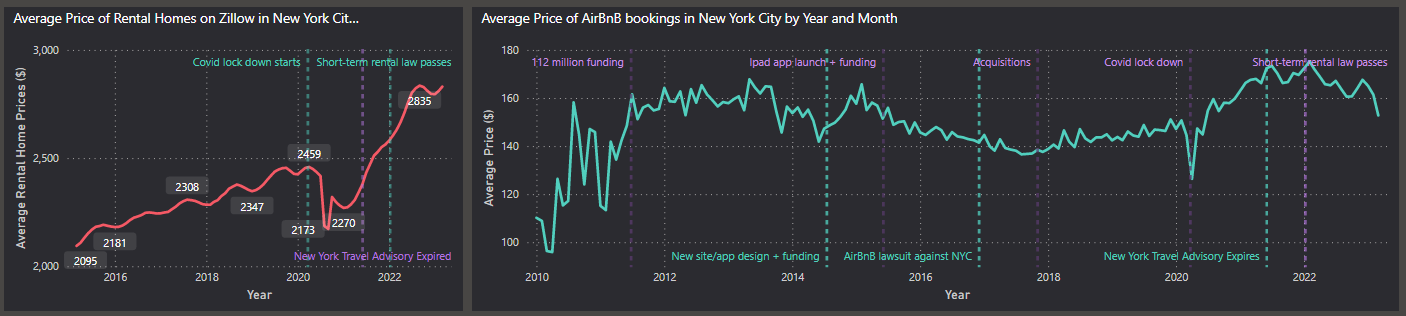 Average Price of Rental Homes on Zillow in New York Cit...
3,000
2,500
2,000
Average Rental Home Prices ($)
Covid lock down starts
Short-term rental law passes
2835
2459
2308
2347
2173
2270
2181
2095
New York Travel Advisory Expired
2016
2018
2020
2022
Year
Average Price of AirBnB bookings in New York City by Year and Month
180
160
140
120
100
Average Price ($)
112 million funding
Ipad app launch + funding
Acquisitions
Covid lock down
Short-term rental law passes
New site/app design + funding
AirBnB lawsuit against NYC
New York Travel Advisory Expires
2010
2012
2014
2016
2018
2020
2022
Year